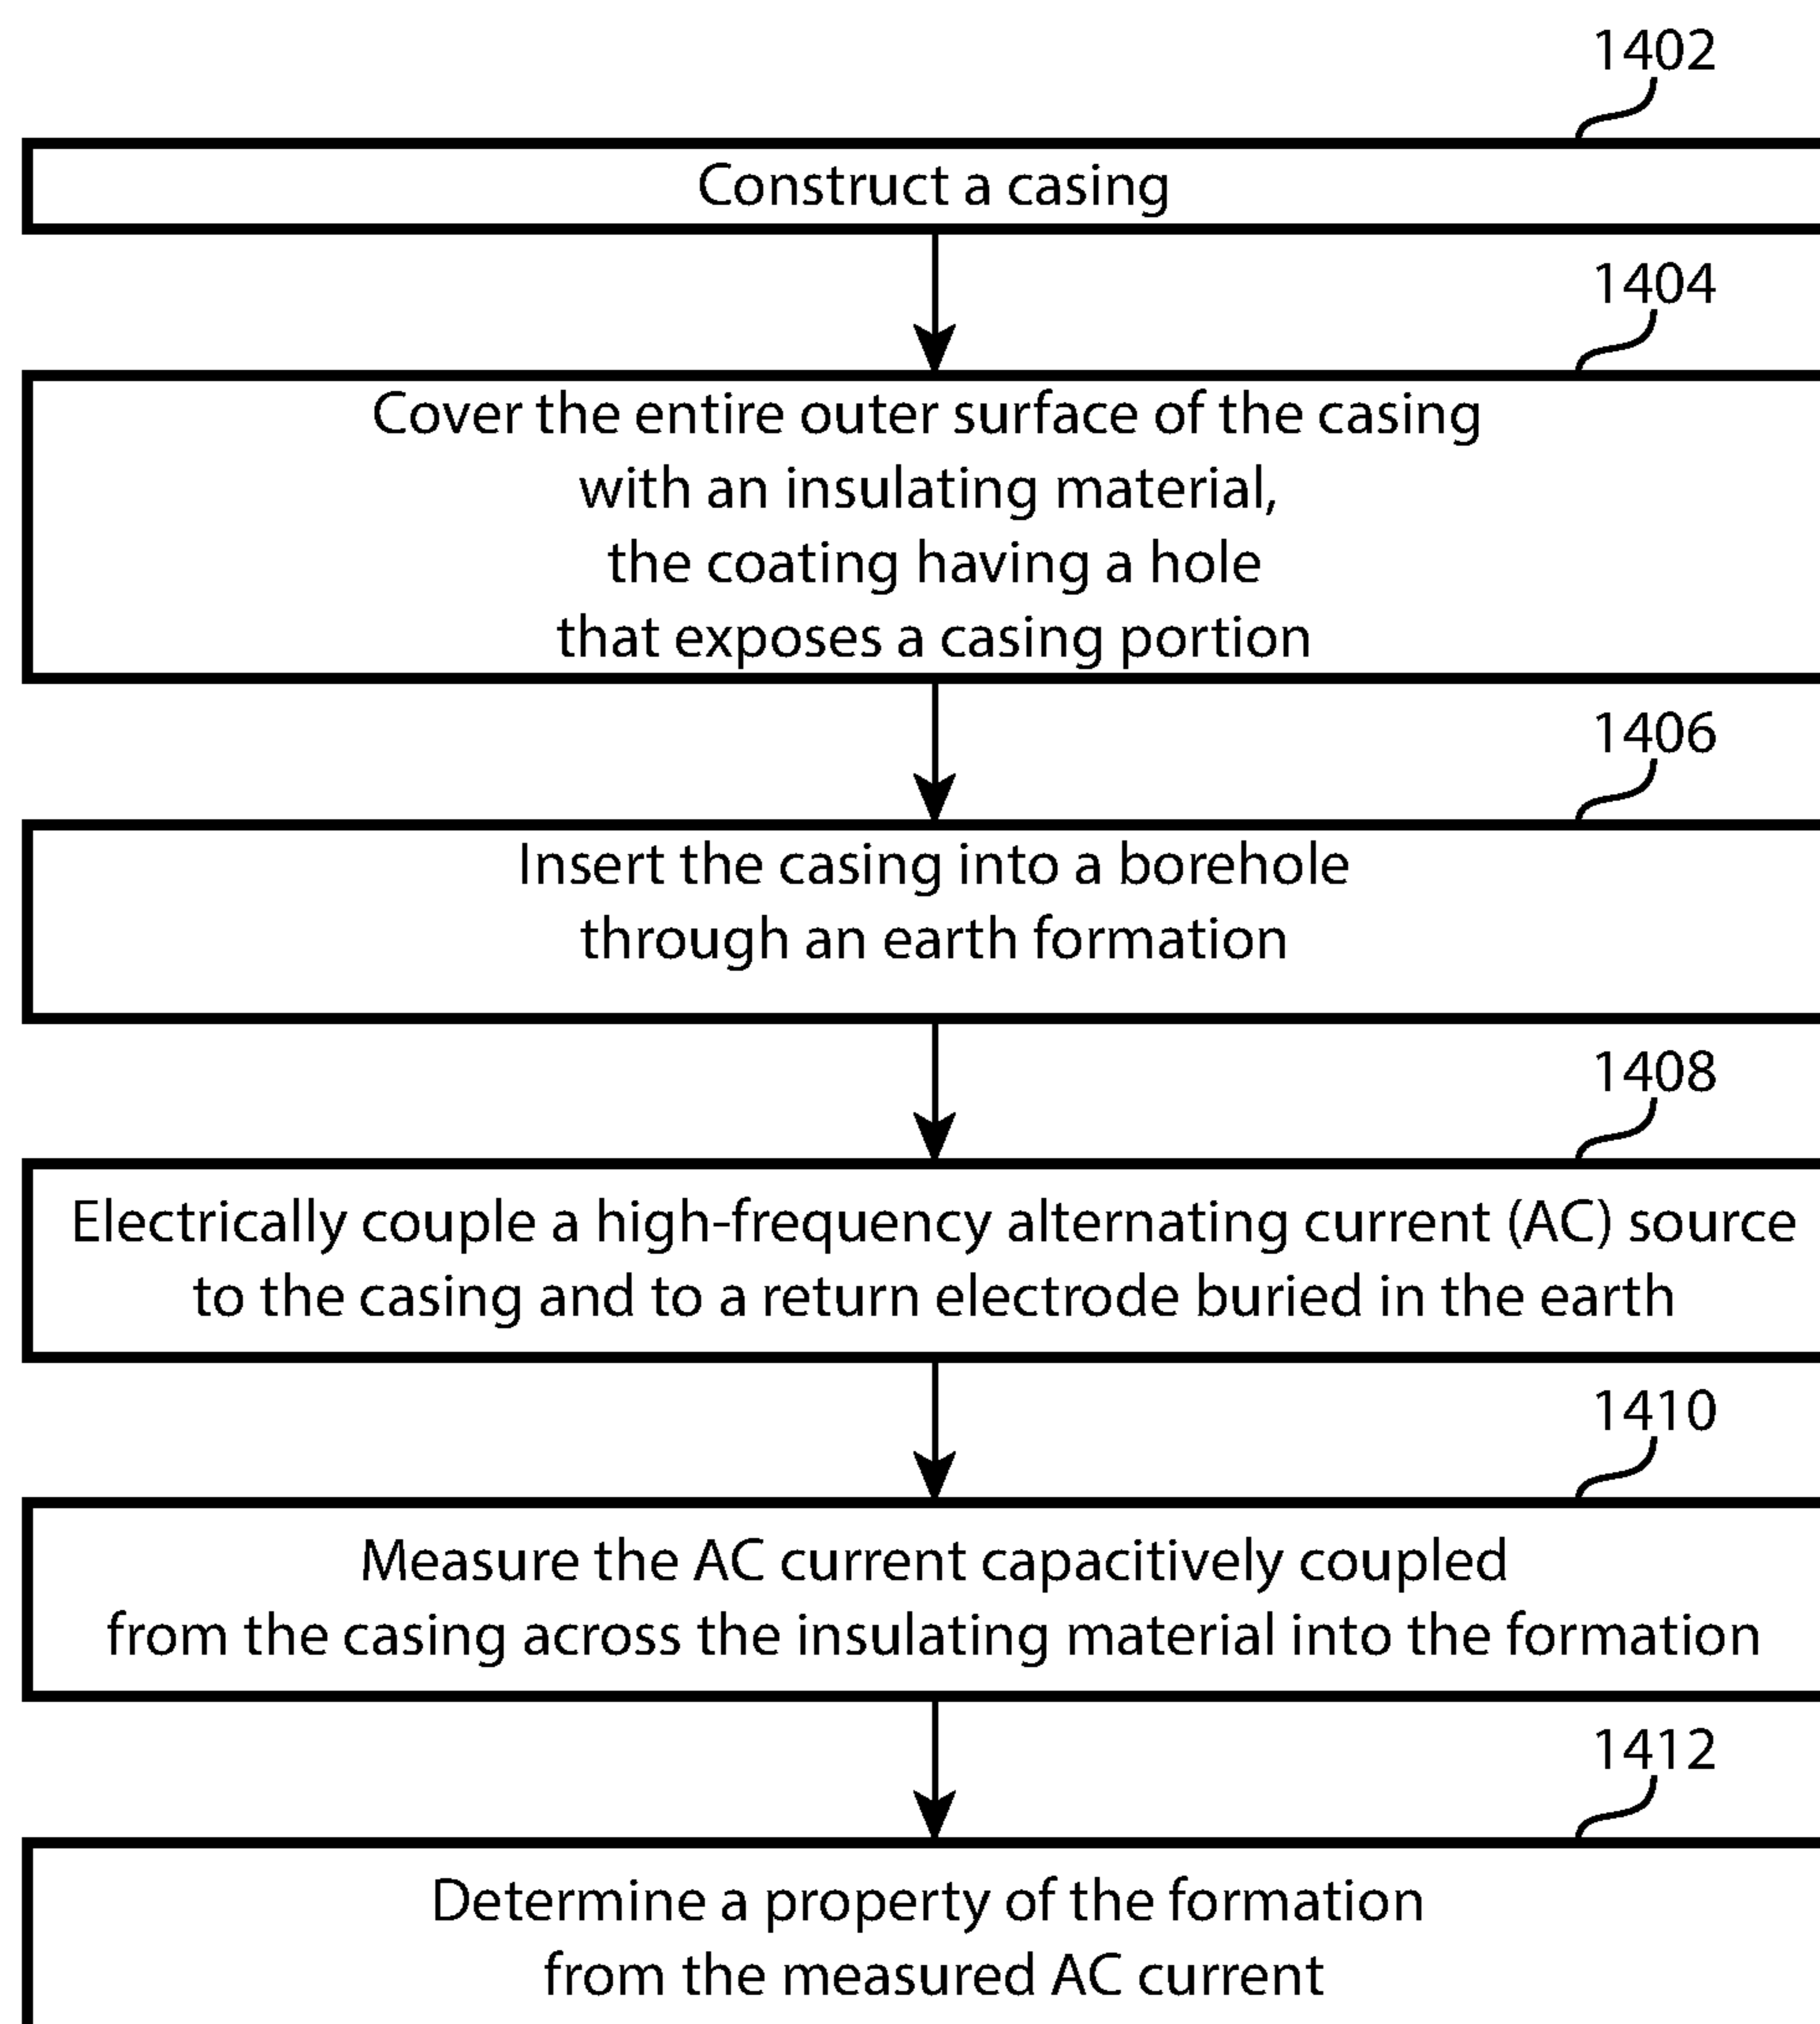 1402
Construct a casing
1404
Cover the entire outer surface of the casing
with an insulating material,
the coating having a hole
that exposes a casing portion
1406
Insert the casing into a borehole
through an earth formation
1408
Electrically couple a high-frequency alternating current (AC) source
to the casing and to a return electrode buried in the earth
1410
Measure the AC current capacitively coupled
from the casing across the insulating material into the formation
1412
Determine a property of the formation
from the measured AC current